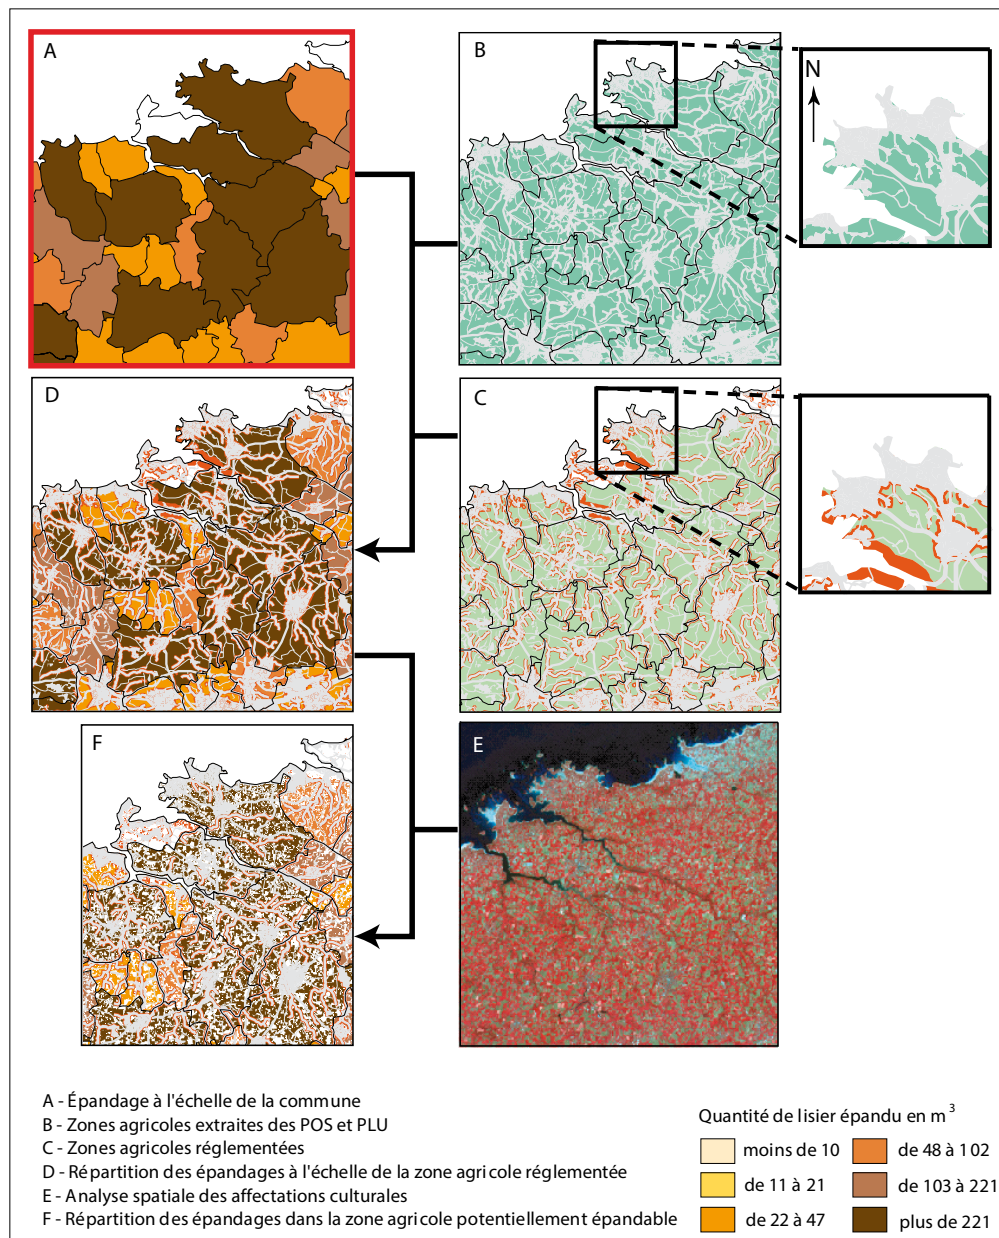 A
B
N
D
C
F
E
A - Épandage à l'échelle de la commune
B - Zones agricoles extraites des POS et PLU
C - Zones agricoles réglementées
D - Répartition des épandages à l'échelle de la zone agricole réglementée
E - Analyse spatiale des affectations culturales
F - Répartition des épandages dans la zone agricole potentiellement épandable
Quantité de lisier épandu en m³
moins de 10
de 11 à 21
de 22 à 47
de 48 à 102
de 103 à 221
plus de 221